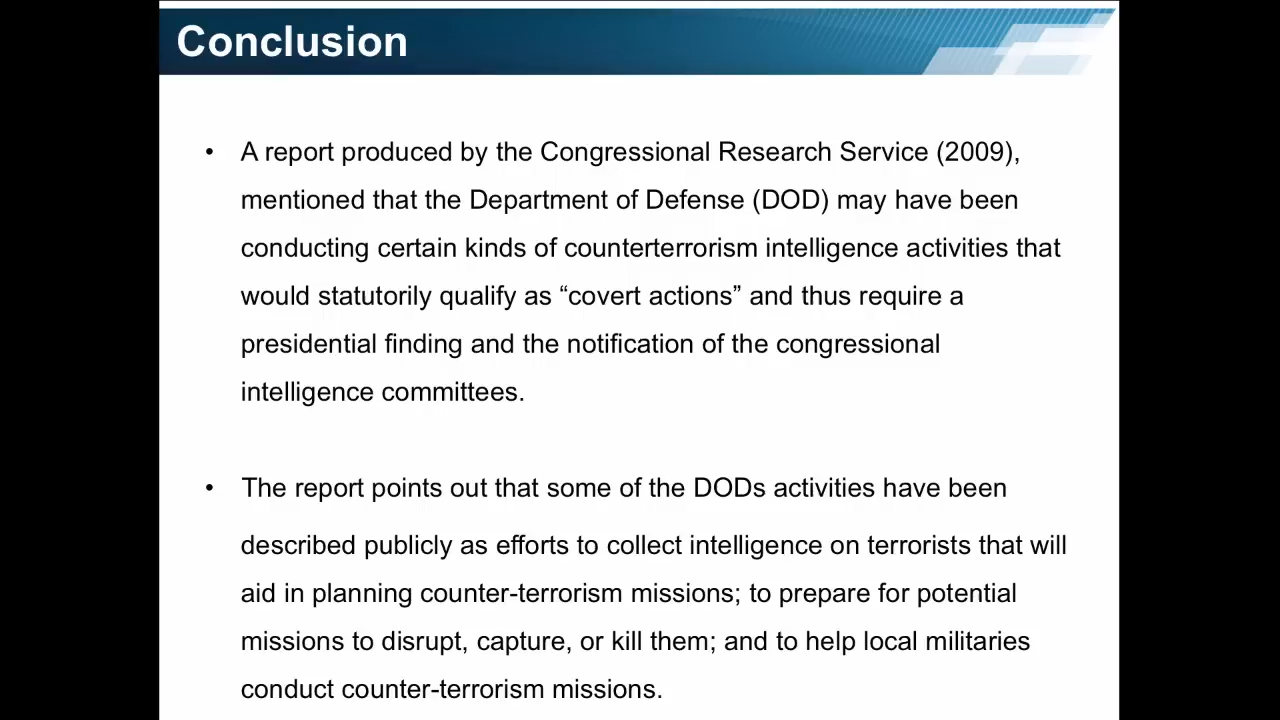 Conclusion
• A report produced by the Congressional Research Service (2009),
mentioned that the Department of Defense (DOD) may have been
conducting certain kinds of counterterrorism intelligence activities that
would statutorily qualify as “covert actions” and thus require a
presidential finding and the notification of the congressional
intelligence committees.
• The report points out that some of the DODs activities have been
described publicly as efforts to collect intelligence on terrorists that will
aid in planning counter-terrorism missions; to prepare for potential
missions to disrupt, capture, or kill them; and to help local militaries
conduct counter-terrorism missions.